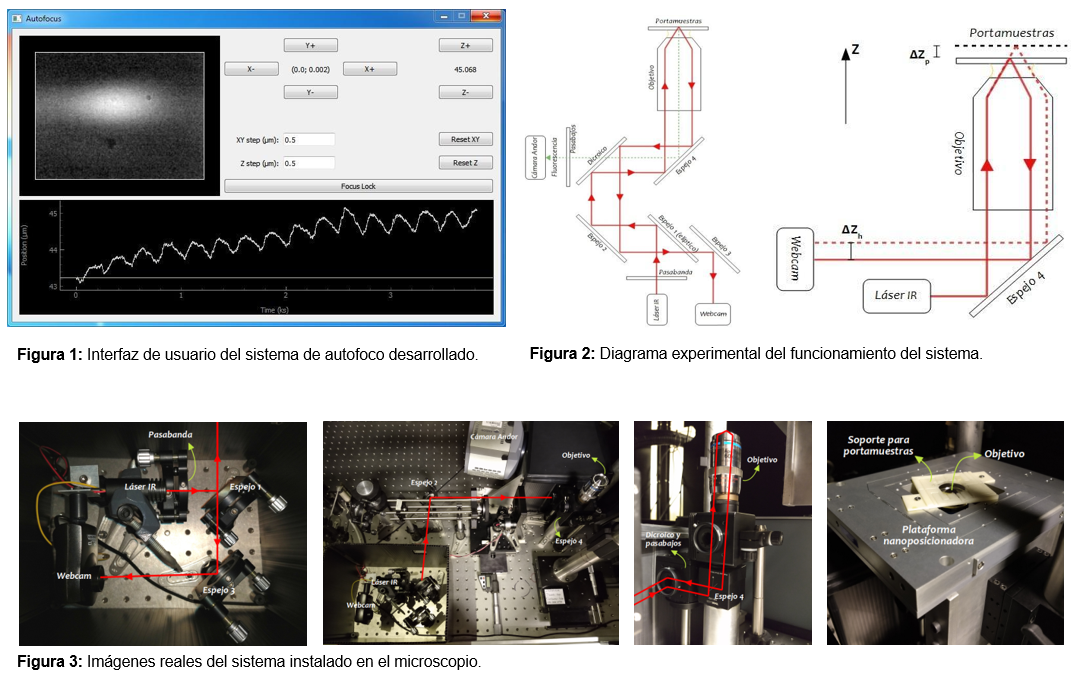 Autofocus
Y+
Z+
X-
(0.0; 0.002)
X+
45.068
Y-
Z-
XY step (µm):
0.5
Reset XY
Z step (µm):
0.5
Reset Z
Focus Lock
Position (µm)
45
44
43
0
1
2
3
Time (ks)
Figura 1: Interfaz de usuario del sistema de autofoco desarrollado.
Portamuestras
Objetivo
Cámara Andor
Fluorescencia
Pasabajos
Dicroico
Espejo 4
Espejo 2
Espejo 1 (elíptico)
Espejo 3
Pasabanda
Láser IR
Webcam
Portamuestras
ΔZp
Z
Objetivo
Webcam
ΔZh
Láser IR
Espejo 4
Figura 2: Diagrama experimental del funcionamiento del sistema.
Pasabanda
Láser IR
Espejo 1
Webcam
Espejo 3
Cámara Andor
Objetivo
Espejo 2
Espejo 4
Láser IR
Webcam
Objetivo
Dicroico y
pasabajos
Espejo 4
Soporte para
portamuestras
Objetivo
Plataforma
nanoposicionadora
Figura 3: Imágenes reales del sistema instalado en el microscopio.